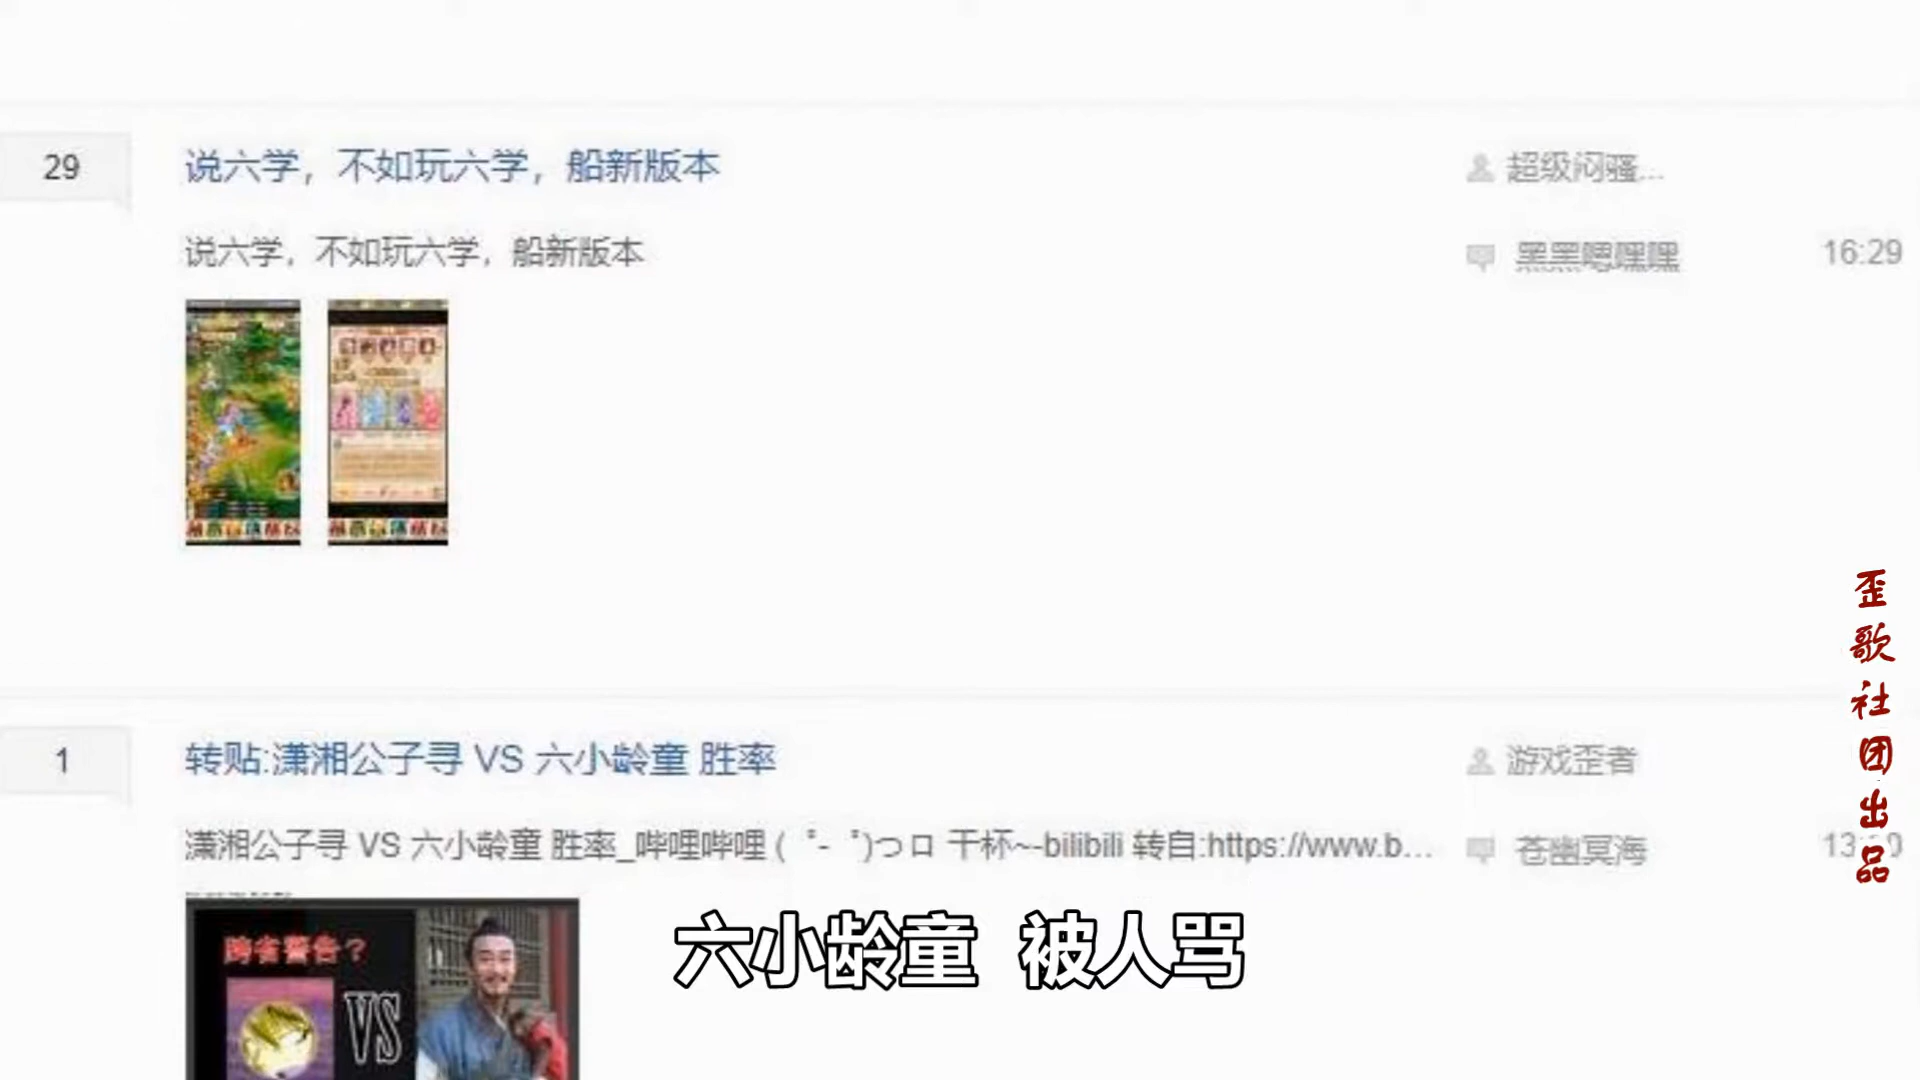 29
说六学，不如玩六学，船新版本
超级闷骚...
说六学，不如玩六学，船新版本
黑黑嗯嘿嘿
16:29
歪歌社团出品
1
转贴:潇湘公子寻 VS 六小龄童 胜率
游戏歪者
潇湘公子寻 VS 六小龄童 胜率_哔哩哔哩 ( ゜- ゜)つロ 干杯~-bilibili 转自:https://www.b...
苍幽冥海
跨省警告？
VS
六小龄童 被人骂